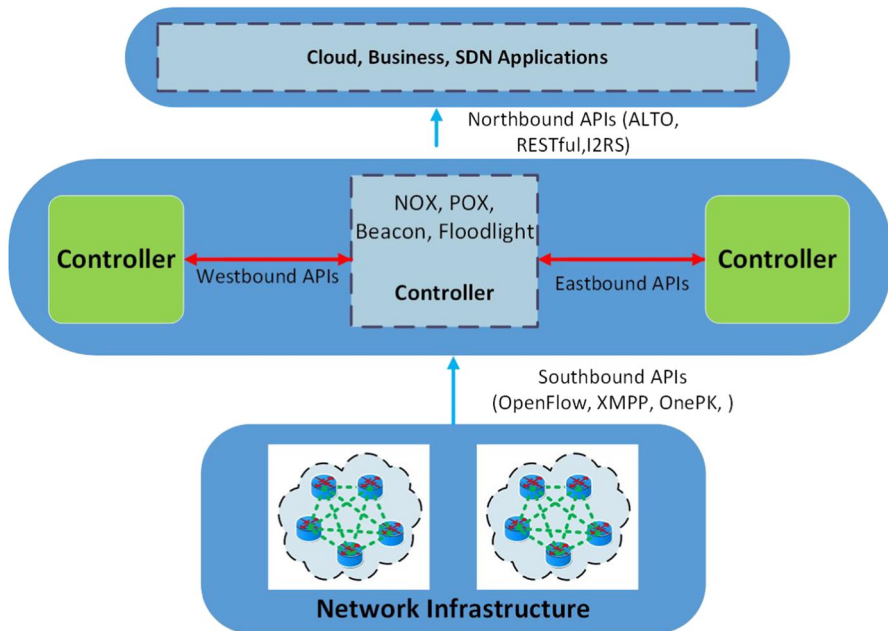 Cloud, Business, SDN Applications
Northbound APIs (ALTO,
RESTful,I2RS)
NOX, POX,
Beacon, Floodlight
Controller
Westbound APIs
Controller
Eastbound APIs
Controller
Southbound APIs
(OpenFlow, XMPP, OnePK, )
Network Infrastructure